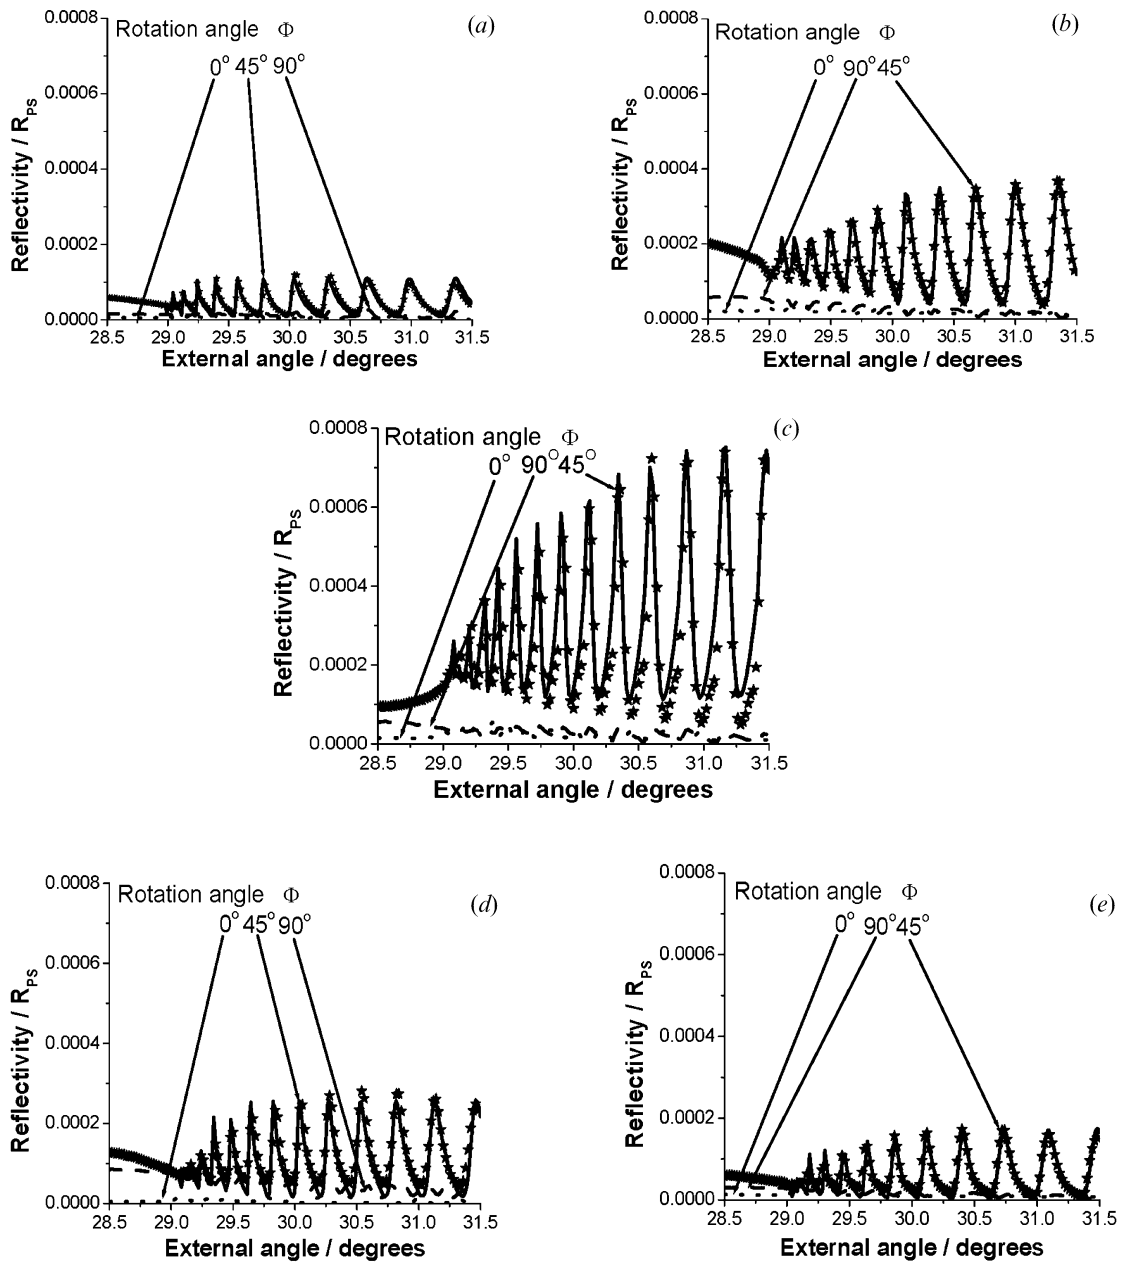 (a)
Rotation angle Φ
0° 45° 90°
Reflectivity / R_PS
0.0008
0.0006
0.0004
0.0002
0.0000
28.5 29.0 29.5 30.0 30.5 31.0 31.5
External angle / degrees
(b)
Rotation angle Φ
0° 90° 45°
Reflectivity / R_PS
0.0008
0.0006
0.0004
0.0002
0.0000
28.5 29.0 29.5 30.0 30.5 31.0 31.5
External angle / degrees
(c)
Rotation angle Φ
0° 90° 45°
Reflectivity / R_PS
0.0008
0.0006
0.0004
0.0002
0.0000
28.5 29.0 29.5 30.0 30.5 31.0 31.5
External angle / degrees
(d)
Rotation angle Φ
0° 45° 90°
Reflectivity / R_PS
0.0008
0.0006
0.0004
0.0002
0.0000
28.5 29.0 29.5 30.0 30.5 31.0 31.5
External angle / degrees
(e)
Rotation angle Φ
0° 90° 45°
Reflectivity / R_PS
0.0008
0.0006
0.0004
0.0002
0.0000
28.5 29.0 29.5 30.0 30.5 31.0 31.5
External angle / degrees